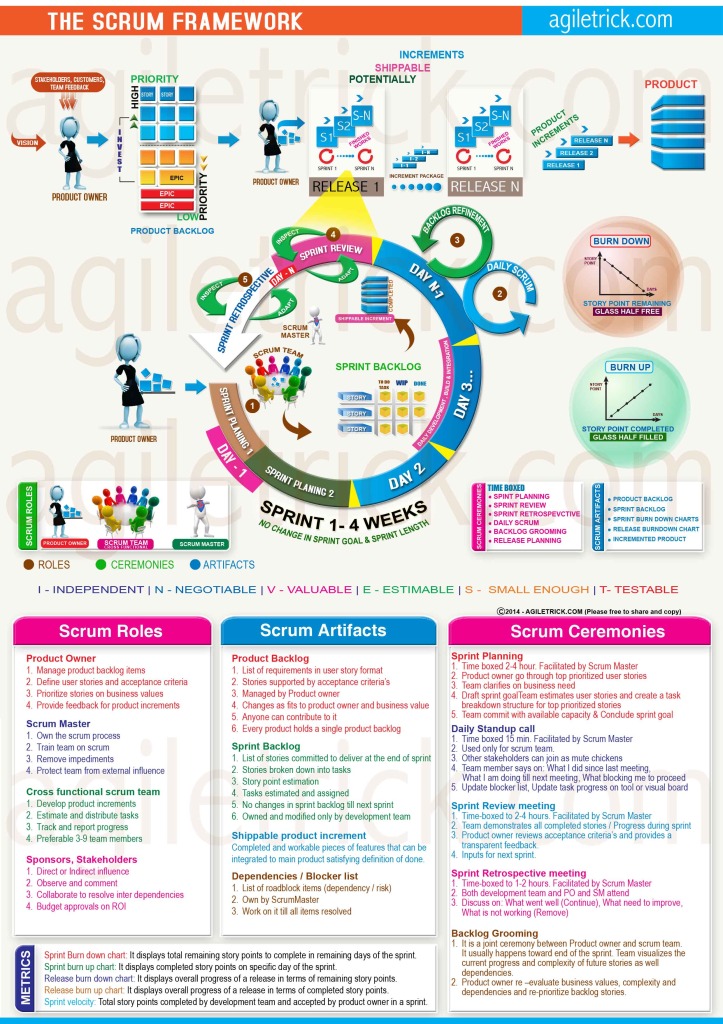 THE SCRUM FRAMEWORK
agiletrick.com
INCREMENTS
SHIPPABLE
POTENTIALLY
STAKEHOLDERS, CUSTOMERS,
TEAM FEEDBACK
PRIORITY
HIGH
STORY STORY
INVEST
EPIC
EPIC
EPIC
LOW
PRIORITY
PRODUCT BACKLOG
VISION
PRODUCT OWNER
PRODUCT OWNER
S1 S2 S-N
FINISHED
WORKS
SPRINT 1 SPRINT N
RELEASE 1
INCREMENT PACKAGE
S1 S2 S-N
FINISHED
WORKS
SPRINT 1 SPRINT N
RELEASE N
PRODUCT
INCREMENTS
RELEASE N
RELEASE 2
RELEASE 1
PRODUCT
INSPECT
4
SPRINT REVIEW
ADAPT
DAY - N
5
INSPECT
ADAPT
SPRINT RETROSPECTIVE
BACKLOG REFINEMENT
3
DAILY SCRUM
2
DAY N-1
DAY 3...
DAILY DEVELOPMENT - BUILD & INTEGRATION
DAY 2
COMPLETED
SHIPPABLE INCREMENT
SCRUM
MASTER
SCRUM TEAM
1
SPRINT BACKLOG
TO DO
TASK
WIP
DONE
STORY
STORY
STORY
SPRINT PLANING 1
DAY - 1
SPRINT PLANING 2
PRODUCT OWNER
SPRINT 1- 4 WEEKS
NO CHANGE IN SPRINT GOAL & SPRINT LENGTH
BURN DOWN
STORY
POINT
DAYS
STORY POINT REMAINING
GLASS HALF FREE
BURN UP
STORY
POINT
DAYS
STORY POINT COMPLETED
GLASS HALF FILLED
SCRUM ROLES
PRODUCT OWNER
SCRUM TEAM
(CROSS FUNCTIONAL)
SCRUM MASTER
SCRUM CEREMONIES
TIME BOXED
SPINT PLANNING
SPRINT REVIEW
SPRINT RETROSPEVCTIVE
DAILY SCRUM
BACKLOG GROOMING
RELEASE PLANNING
SCRUM ARTIFACTS
PRODUCT BACKLOG
SPRINT BACKLOG
SPRINT BURN DOWN CHARTS
RELEASE BURNDOWN CHART
INCREMENTED PRODUCT
ROLES CEREMONIES ARTIFACTS
I - INDEPENDENT | N - NEGOTIABLE | V - VALUABLE | E - ESTIMABLE | S - SMALL ENOUGH | T- TESTABLE
©2014 - AGILETRICK.COM (Please free to share and copy)
Scrum Roles
Product Owner
1. Manage product backlog items
2. Define user stories and acceptance criteria
3. Prioritize stories on business values
4. Provide feedback for product increments
Scrum Master
1. Own the scrum process
2. Train team on scrum
3. Remove impediments
4. Protect team from external influence
Cross functional scrum team
1. Develop product increments
2. Estimate and distribute tasks
3. Track and report progress
4. Preferable 3-9 team members
Sponsors, Stakeholders
1. Direct or Indirect influence
2. Observe and comment
3. Collaborate to resolve inter dependencies
4. Budget approvals on ROI
Scrum Artifacts
Product Backlog
1. List of requirements in user story format
2. Stories supported by acceptance criteria's
3. Managed by Product owner
4. Changes as fits to product owner and business value
5. Anyone can contribute to it
6. Every product holds a single product backlog
Sprint Backlog
1. List of stories committed to deliver at the end of sprint
2. Stories broken down into tasks
3. Story point estimation
4. Tasks estimated and assigned
5. No changes in sprint backlog till next sprint
6. Owned and modified only by development team
Shippable product increment
Completed and workable pieces of features that can be
integrated to main product satisfying definition of done.
Dependencies / Blocker list
1. List of roadblock items (dependency / risk)
2. Own by ScrumMaster
3. Work on it till all items resolved
Scrum Ceremonies
Sprint Planning
1. Time boxed 2-4 hour. Facilitated by Scrum Master
2. Product owner go through top prioritized user stories
3. Team clarifies on business need
4. Draft sprint goalTeam estimates user stories and create a task
breakdown structure for top prioritized stories
5. Team commit with available capacity & Conclude sprint goal
Daily Standup call
1. Time boxed 15 min. Facilitated by Scrum Master
2. Used only for scrum team.
3. Other stakeholders can join as mute chickens
4. Team member says on: What I did since last meeting,
What I am doing till next meeting, What blocking me to proceed
5. Update blocker list, Update task progress on tool or visual board
Sprint Review meeting
1. Time-boxed to 2-4 hours. Facilitated by Scrum Master
2. Team demonstrates all completed stories / Progress during sprint
3. Product owner reviews acceptance criteria's and provides a
transparent feedback.
4. Inputs for next sprint.
Sprint Retrospective meeting
1. Time-boxed to 1-2 hours. Facilitated by Scrum Master
2. Both development team and PO and SM attend
3. Discuss on: What went well (Continue), What need to improve,
What is not working (Remove)
Backlog Grooming
1. It is a joint ceremony between Product owner and scrum team.
It usually happens toward end of the sprint. Team visualizes the
current progress and complexity of future stories as well
dependencies.
2. Product owner re –evaluate business values, complexity and
dependencies and re-prioritize backlog stories.
METRICS
Sprint Burn down chart: It displays total remaining story points to complete in remaining days of the sprint.
Sprint burn up chart: It displays completed story points on specific day of the sprint.
Release burn down chart: It displays overall progress of a release in terms of remaining story points.
Release burn up chart: It displays overall progress of a release in terms of completed story points.
Sprint velocity: Total story points completed by development team and accepted by product owner in a sprint.
agiletrick.com
agiletrick.com
agiletrick.com
agiletrick.com